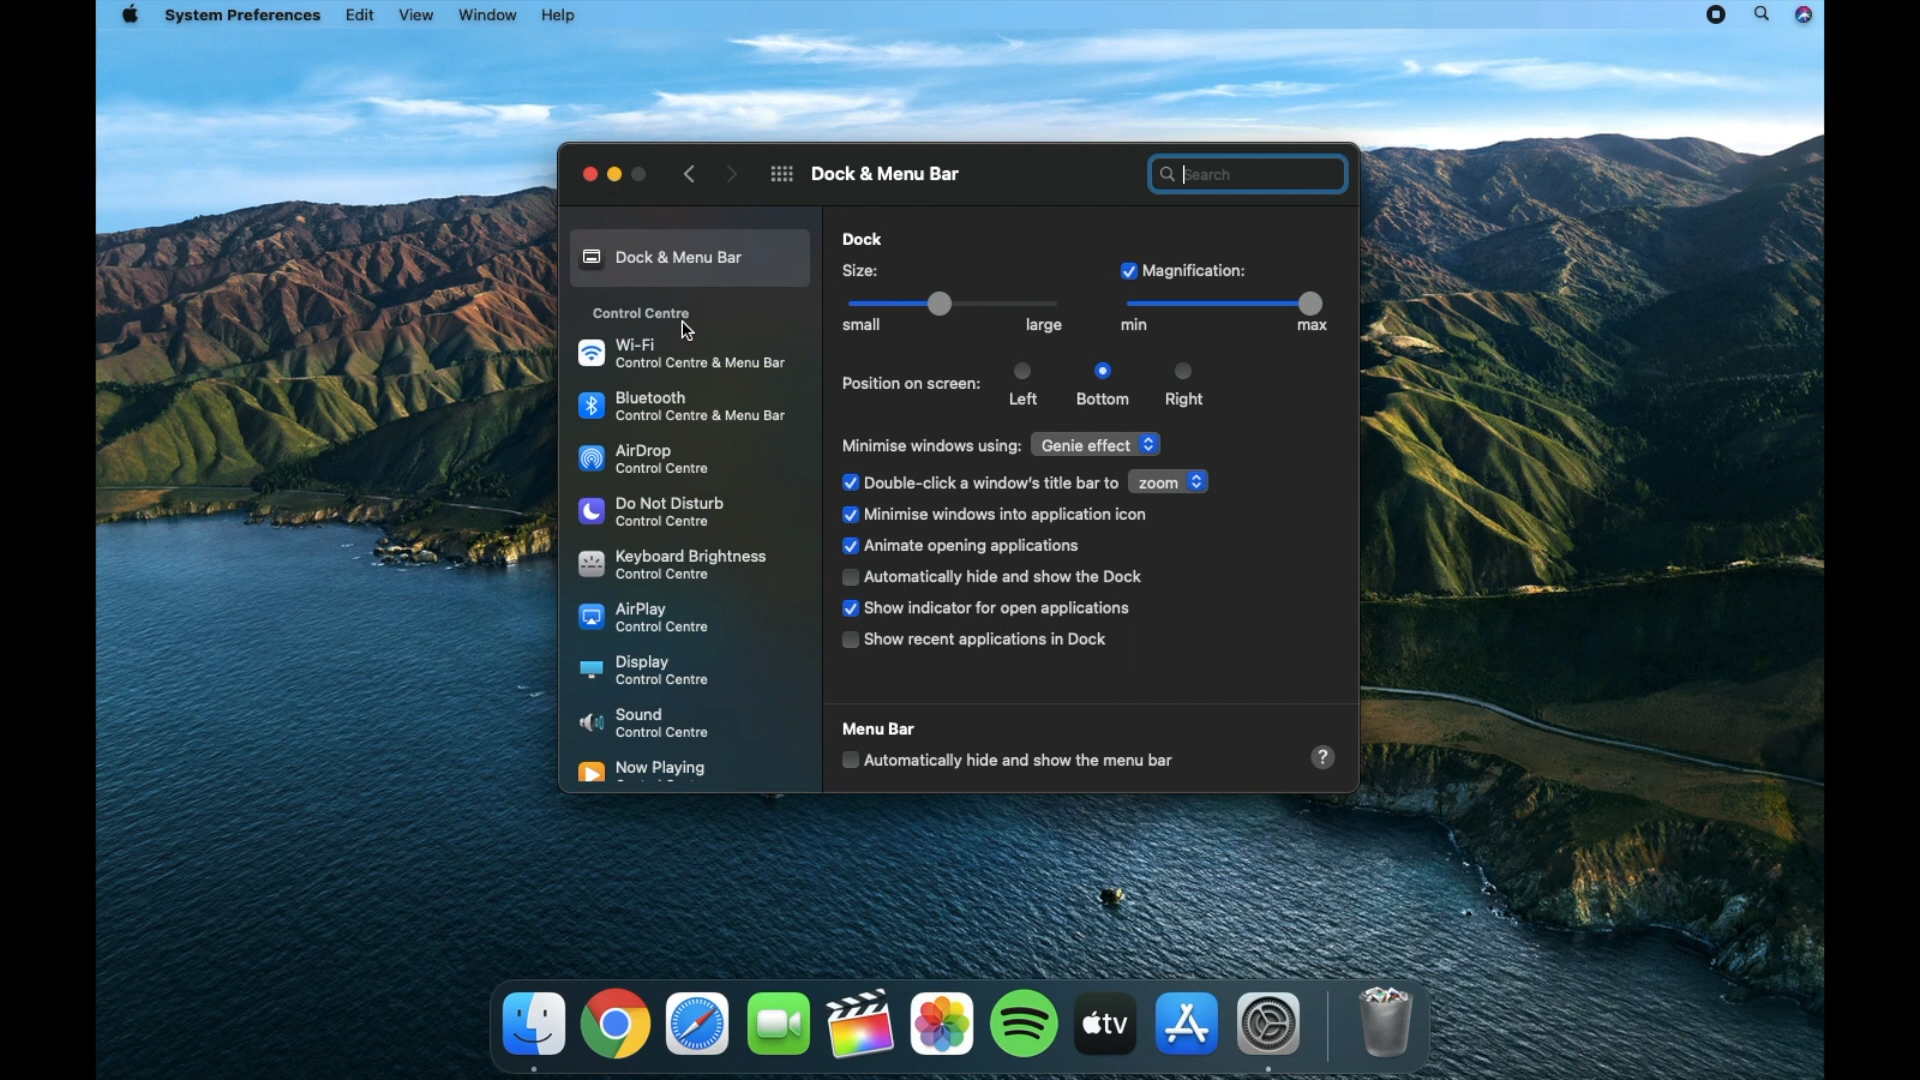 System Preferences Edit View Window Help
Dock & Menu Bar
Search
Dock & Menu Bar
Control Centre
Wi-Fi
Control Centre & Menu Bar
Bluetooth
Control Centre & Menu Bar
AirDrop
Control Centre
Do Not Disturb
Control Centre
Keyboard Brightness
Control Centre
AirPlay
Control Centre
Display
Control Centre
Sound
Control Centre
Now Playing
Dock
Size:
Magnification:
small large
min max
Position on screen:
Left Bottom Right
Minimise windows using: Genie effect
Double-click a window's title bar to zoom
Minimise windows into application icon
Animate opening applications
Automatically hide and show the Dock
Show indicator for open applications
Show recent applications in Dock
Menu Bar
Automatically hide and show the menu bar
?
tv